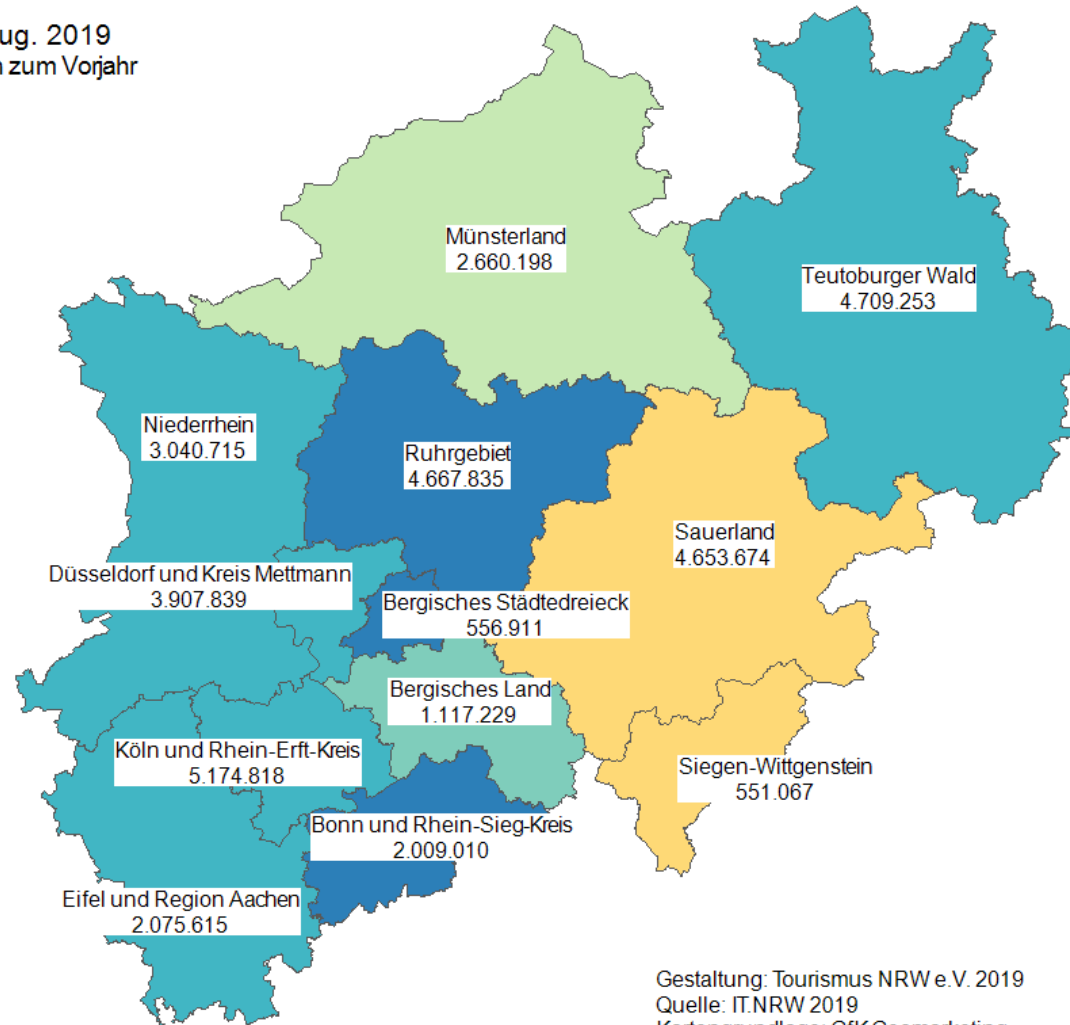 ug. 2019
zum Vorjahr
Münsterland
2.660.198
Teutoburger Wald
4.709.253
Niederrhein
3.040.715
Ruhrgebiet
4.667.835
Sauerland
4.653.674
Düsseldorf und Kreis Mettmann
3.907.839
Bergisches Städtedreieck
556.911
Bergisches Land
1.117.229
Köln und Rhein-Erft-Kreis
5.174.818
Siegen-Wittgenstein
551.067
Bonn und Rhein-Sieg-Kreis
2.009.010
Eifel und Region Aachen
2.075.615
Gestaltung: Tourismus NRW e.V. 2019
Quelle: IT.NRW 2019
Kartengrundlage: GfK Geomarketing